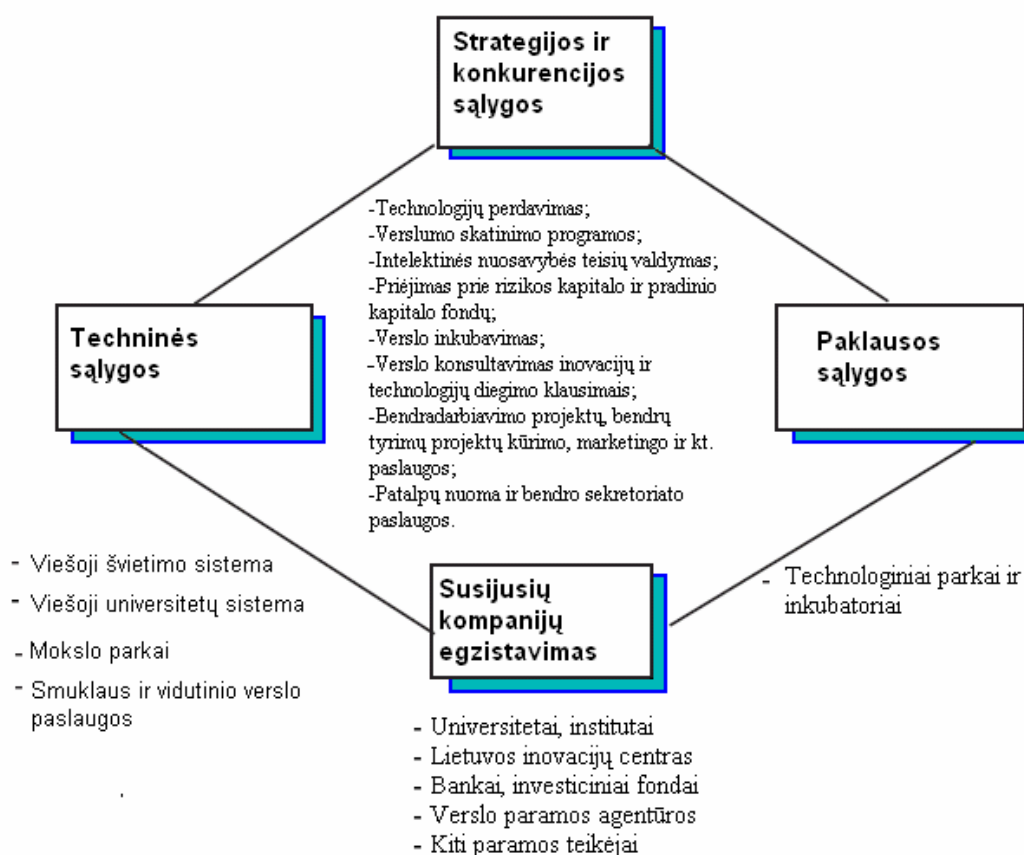 Strategijos ir
konkurencijos
sąlygos
-Technologijų perdavimas;
-Verslumo skatinimo programos;
-Intelektinės nuosavybės teisių valdymas;
-Priėjimas prie rizikos kapitalo ir pradinio
kapitalo fondų;
-Verslo inkubavimas;
-Verslo konsultavimas inovacijų ir
technologijų diegimo klausimais;
-Bendradarbiavimo projektų, bendrų
tyrimų projektų kūrimo, marketingo ir kt.
paslaugos;
-Patalpų nuoma ir bendro sekretoriato
paslaugos.
Techninės
sąlygos
Paklausos
sąlygos
- Viešoji švietimo sistema
- Viešoji universitetų sistema
- Mokslo parkai
- Smuklaus ir vidutinio verslo
paslaugos
Susijusių
kompanijų
egzistavimas
- Technologiniai parkai ir
inkubatoriai
- Universitetai, institutai
- Lietuvos inovacijų centras
- Bankai, investiciniai fondai
- Verslo paramos agentūros
- Kiti paramos teikėjai